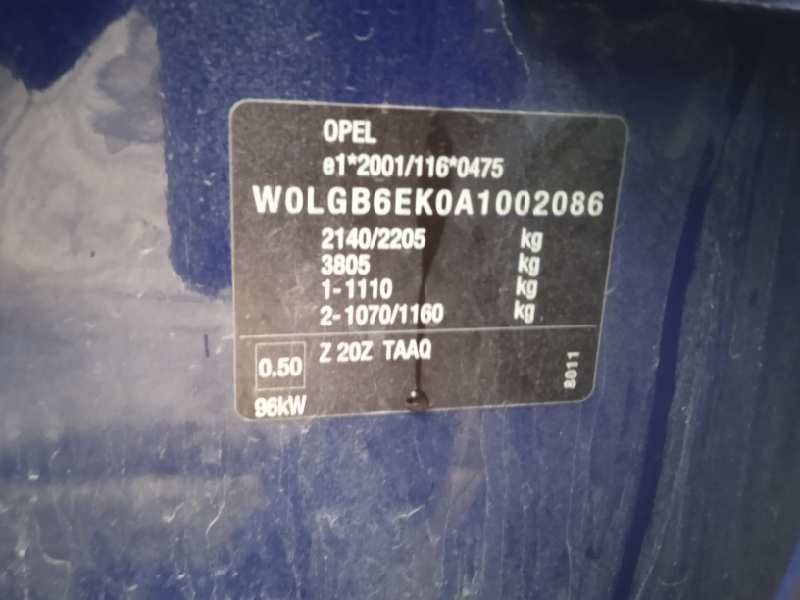 OPEL
e1*2001/116*0475
W0LGB6EK0A1002086
2140/2205 kg
3805 kg
1-1110 kg
2-1070/1160 kg
0.50 Z 20Z TAAQ
96kW
8011